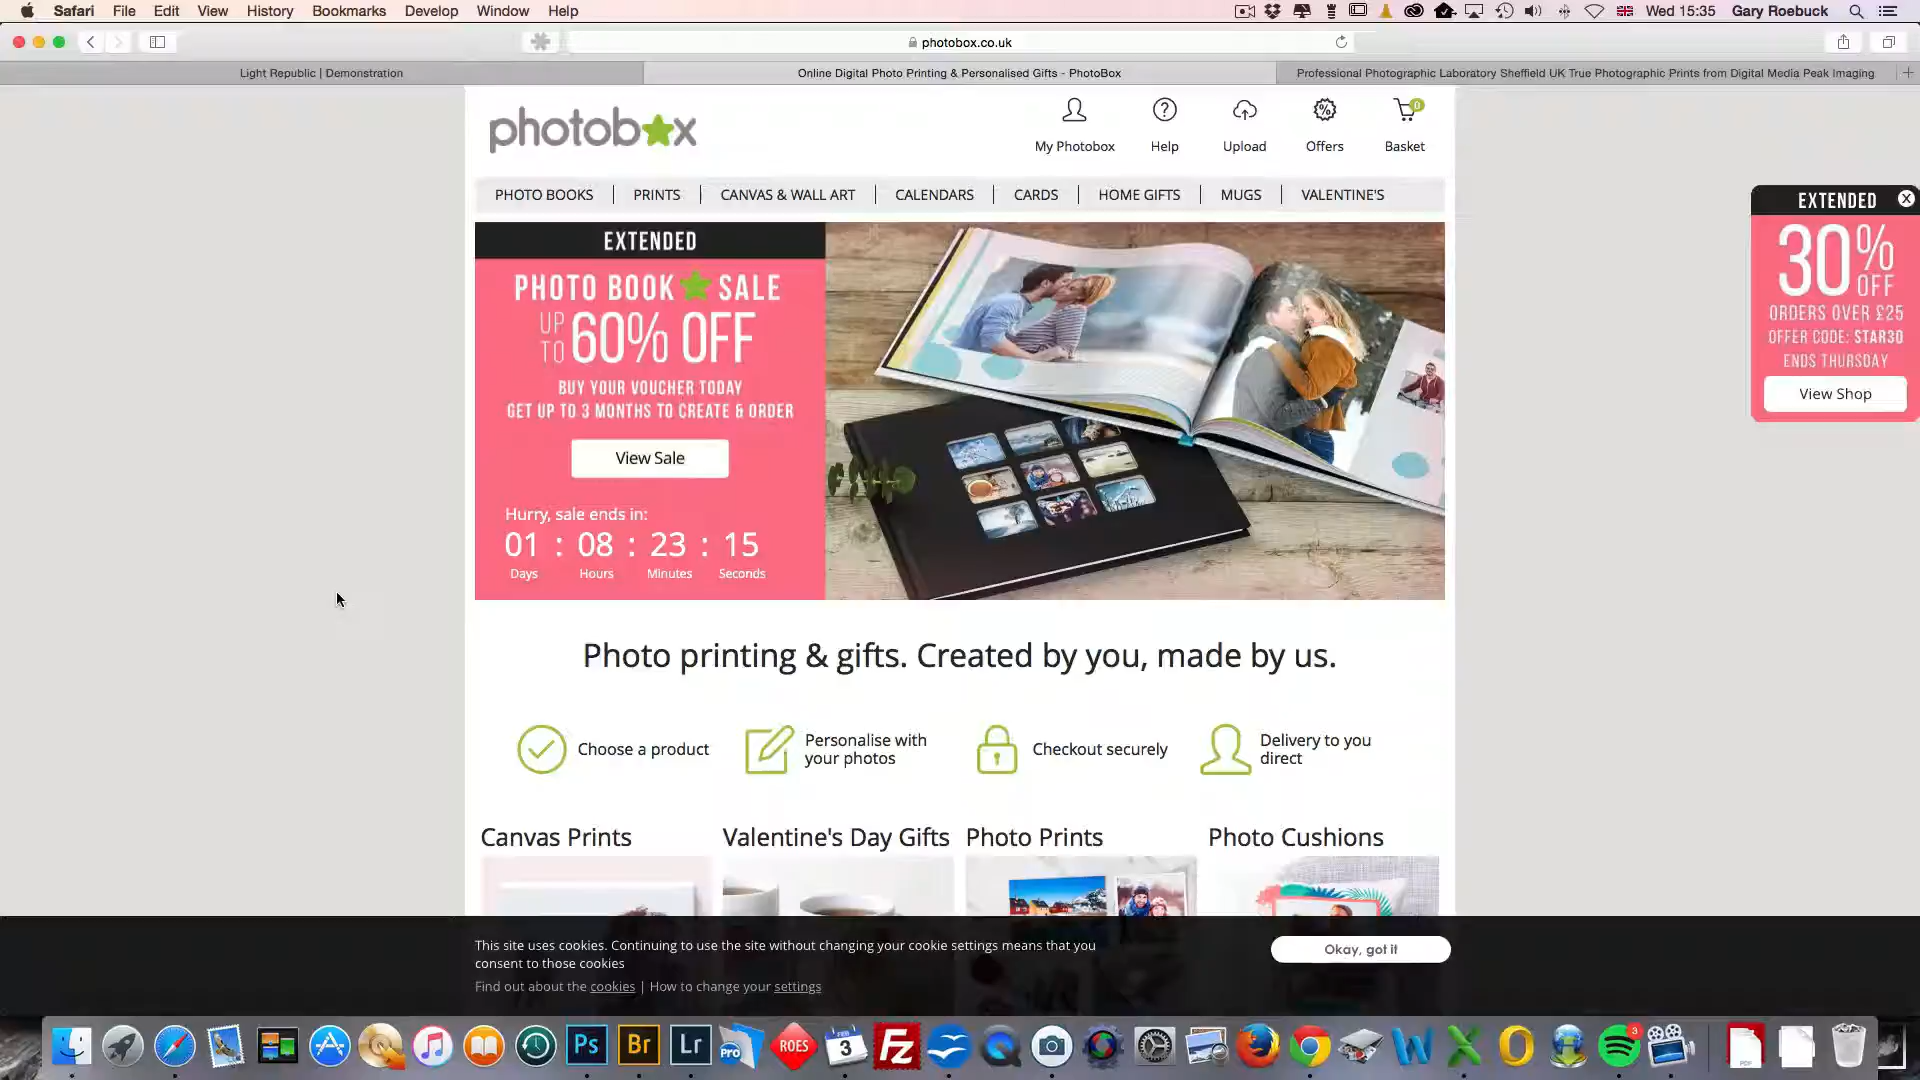 Safari File Edit View History Bookmarks Develop Window Help Wed 15:35 Gary Roebuck
photobox.co.uk
Light Republic | Demonstration
Online Digital Photo Printing & Personalised Gifts - PhotoBox
Professional Photographic Laboratory Sheffield UK True Photographic Prints from Digital Media Peak Imaging
photobox
My Photobox
Help
Upload
Offers
0
Basket
PHOTO BOOKS | PRINTS | CANVAS & WALL ART | CALENDARS | CARDS | HOME GIFTS | MUGS | VALENTINE'S
EXTENDED
PHOTO BOOK SALE
UP TO 60% OFF
BUY YOUR VOUCHER TODAY
GET UP TO 3 MONTHS TO CREATE & ORDER
View Sale
Hurry, sale ends in:
01 : 08 : 23 : 15
Days Hours Minutes Seconds
EXTENDED
X
30% OFF
ORDERS OVER £25
OFFER CODE: STAR30
ENDS THURSDAY
View Shop
Photo printing & gifts. Created by you, made by us.
Choose a product
Personalise with
your photos
Checkout securely
Delivery to you
direct
Canvas Prints
Valentine's Day Gifts
Photo Prints
Photo Cushions
This site uses cookies. Continuing to use the site without changing your cookie settings means that you
consent to those cookies
Find out about the cookies | How to change your settings
Okay, got it
Ps Br Lr PRO ROES 3 Fz W X O 3 PDF